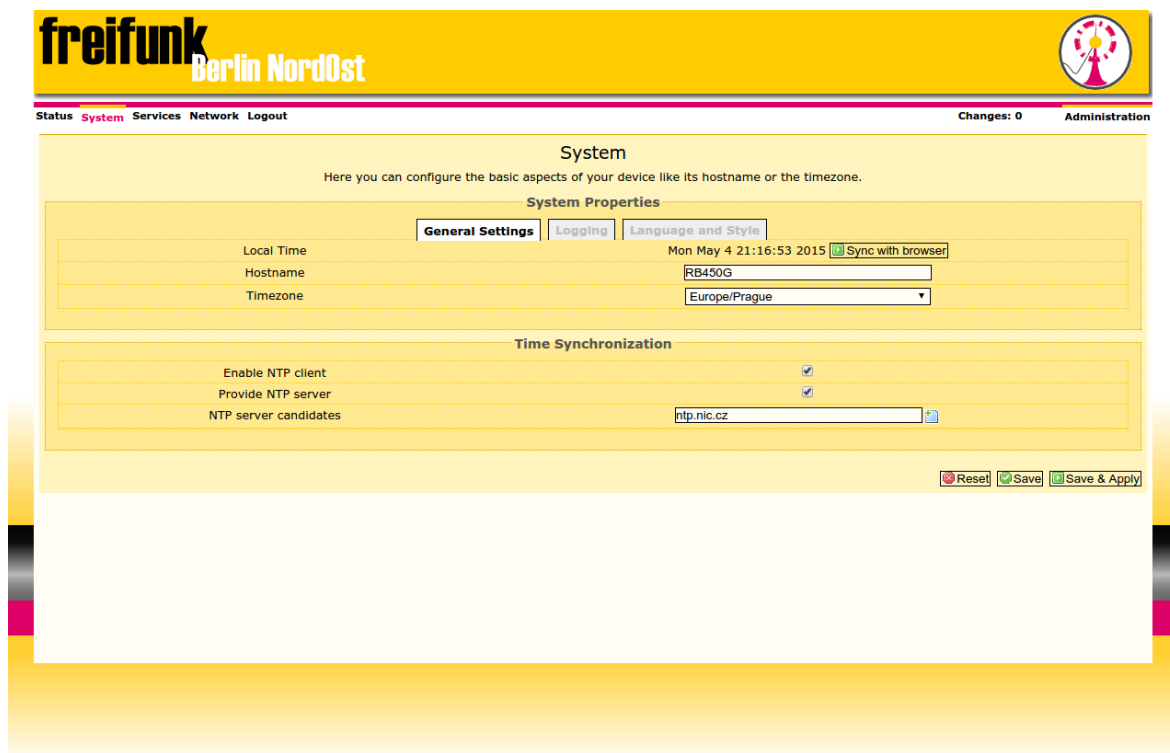 freifunk
Berlin NordOst
Status System Services Network Logout Changes: 0 Administration
System
Here you can configure the basic aspects of your device like its hostname or the timezone.
System Properties
General Settings Logging Language and Style
Local Time Mon May 4 21:16:53 2015 Sync with browser
Hostname RB450G
Timezone Europe/Prague
Time Synchronization
Enable NTP client
Provide NTP server
NTP server candidates ntp.nic.cz
Reset Save Save & Apply